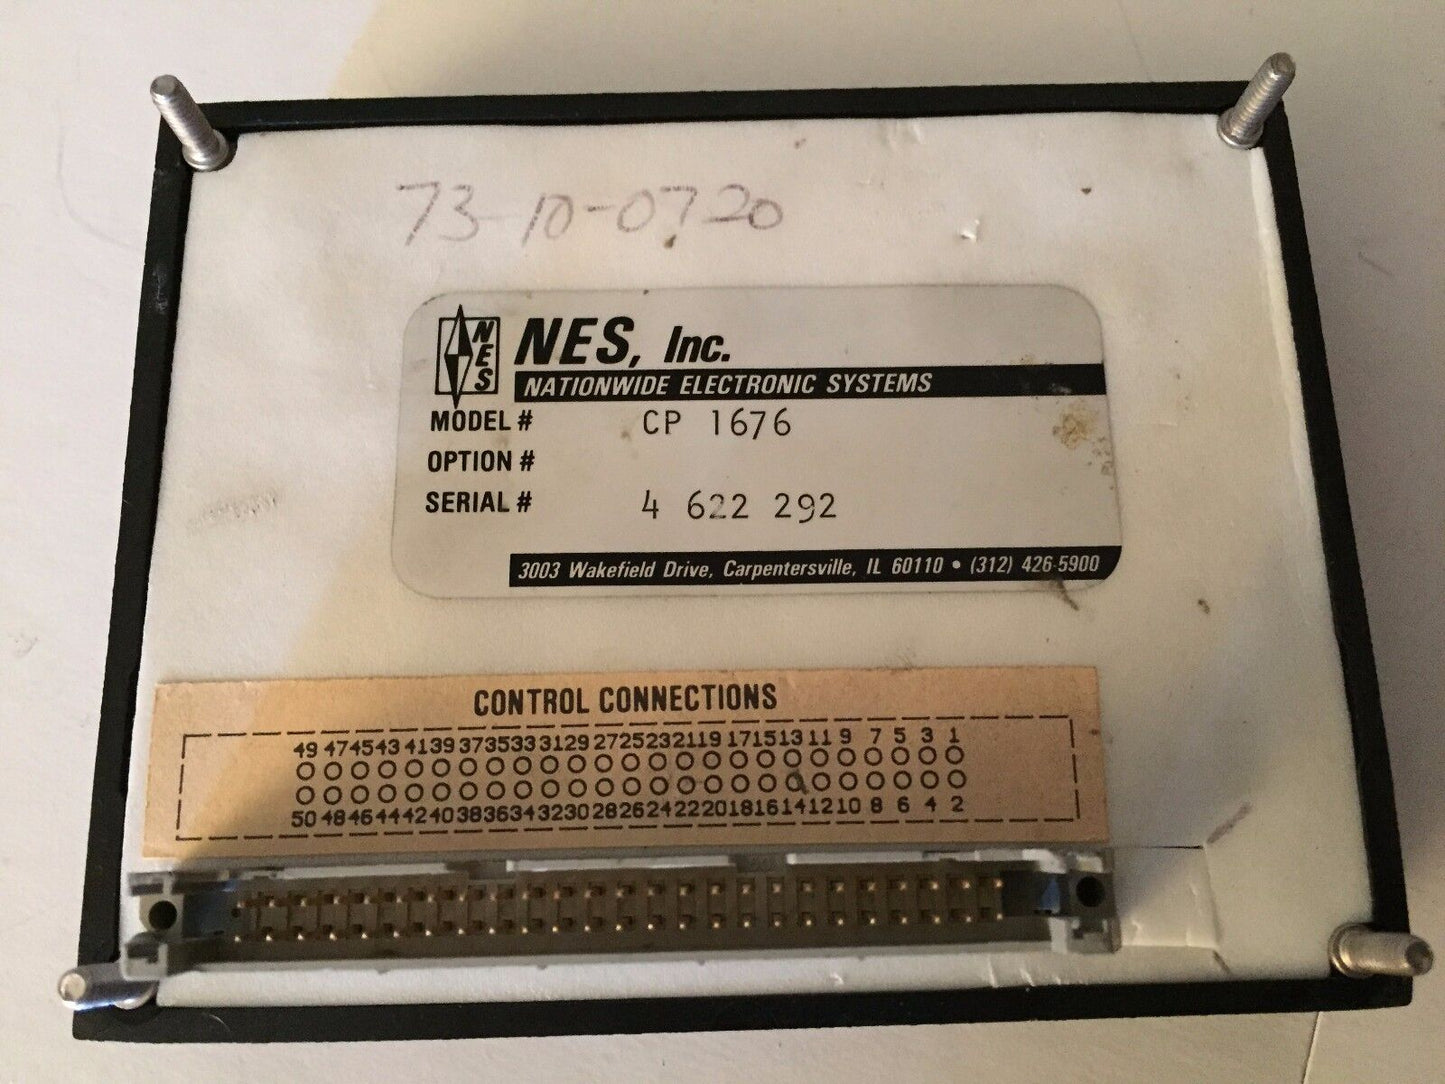 73-10-0720
NES
NES, Inc.
NATIONWIDE ELECTRONIC SYSTEMS
MODEL # CP 1676
OPTION #
SERIAL # 4 622 292
3003 Wakefield Drive, Carpentersville, IL 60110 • (312) 426-5900
CONTROL CONNECTIONS
49 47 45 43 41 39 37 35 33 31 29 27 25 23 21 19 17 15 13 11 9 7 5 3 1
50 48 46 44 42 40 38 36 34 32 30 28 26 24 22 20 18 16 14 12 10 8 6 4 2